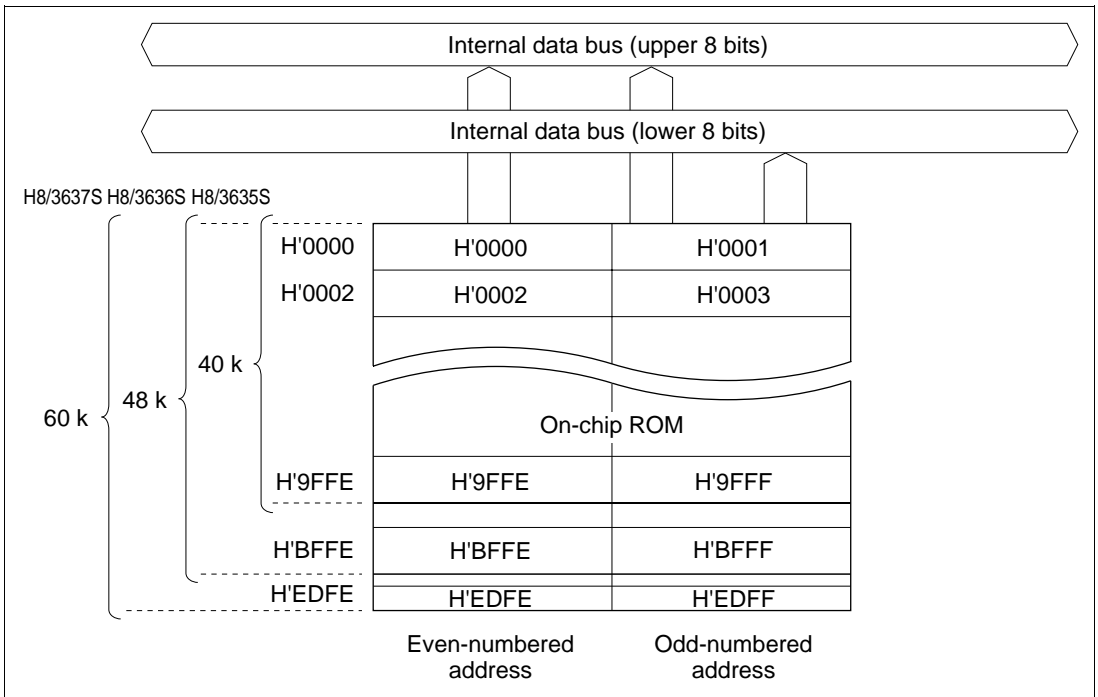 Internal data bus (upper 8 bits)
Internal data bus (lower 8 bits)
H8/3637S H8/3636S H8/3635S
H'0000 H'0000 H'0001
H'0002 H'0002 H'0003
40 k
48 k
60 k
On-chip ROM
H'9FFE H'9FFE H'9FFF
H'BFFE H'BFFE H'BFFF
H'EDFE H'EDFE H'EDFF
Even-numbered address
Odd-numbered address